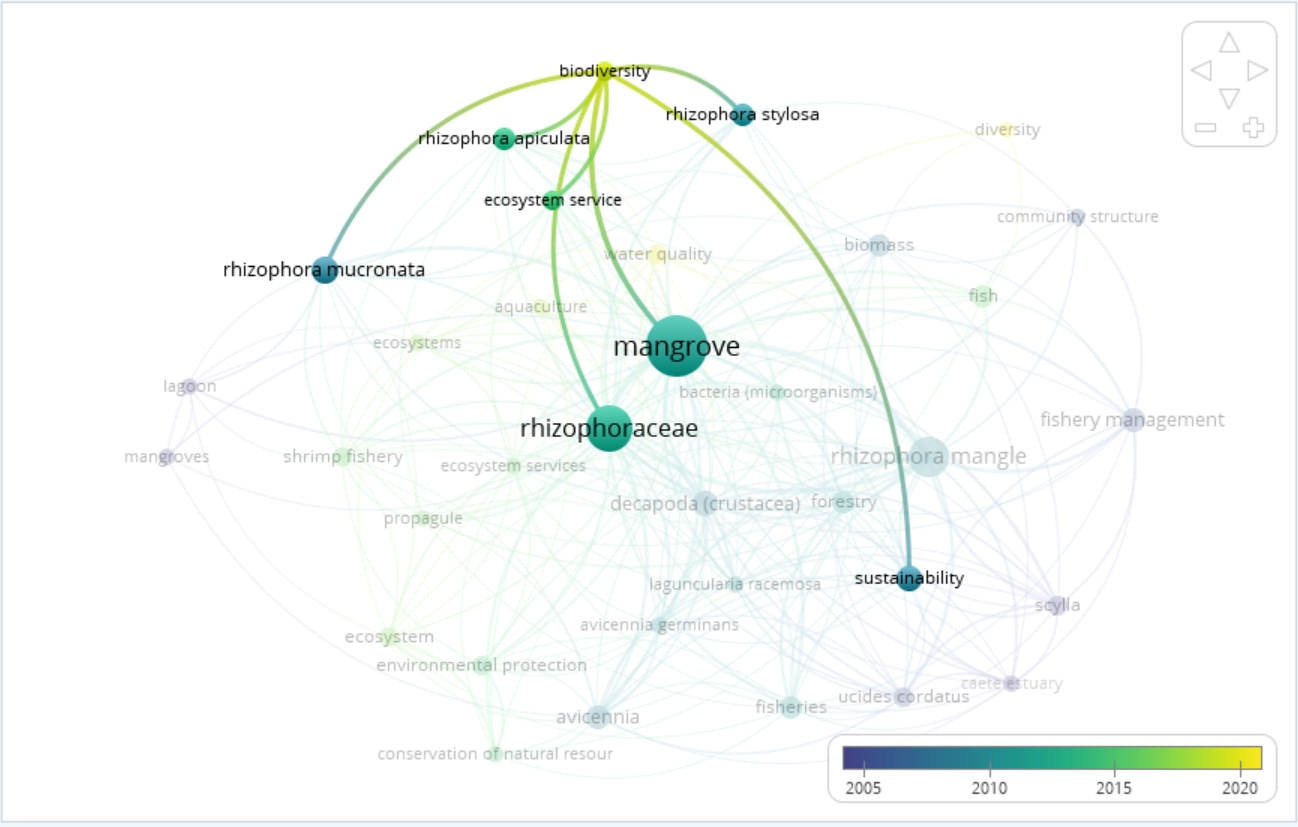 biodiversity
rhizophora stylosa
diversity
rhizophora apiculata
ecosystem service
community structure
biomass
water quality
rhizophora mucronata
fish
aquaculture
ecosystems
mangrove
lagoon
bacteria (microorganisms)
fishery management
rhizophoraceae
mangroves
shrimp fishery
ecosystem services
rhizophora mangle
decapoda (crustacea)
forestry
propagule
sustainability
laguncularia racemosa
scylla
avicennia germinans
ecosystem
environmental protection
caete estuary
ucides cordatus
fisheries
avicennia
conservation of natural resour
2005 2010 2015 2020